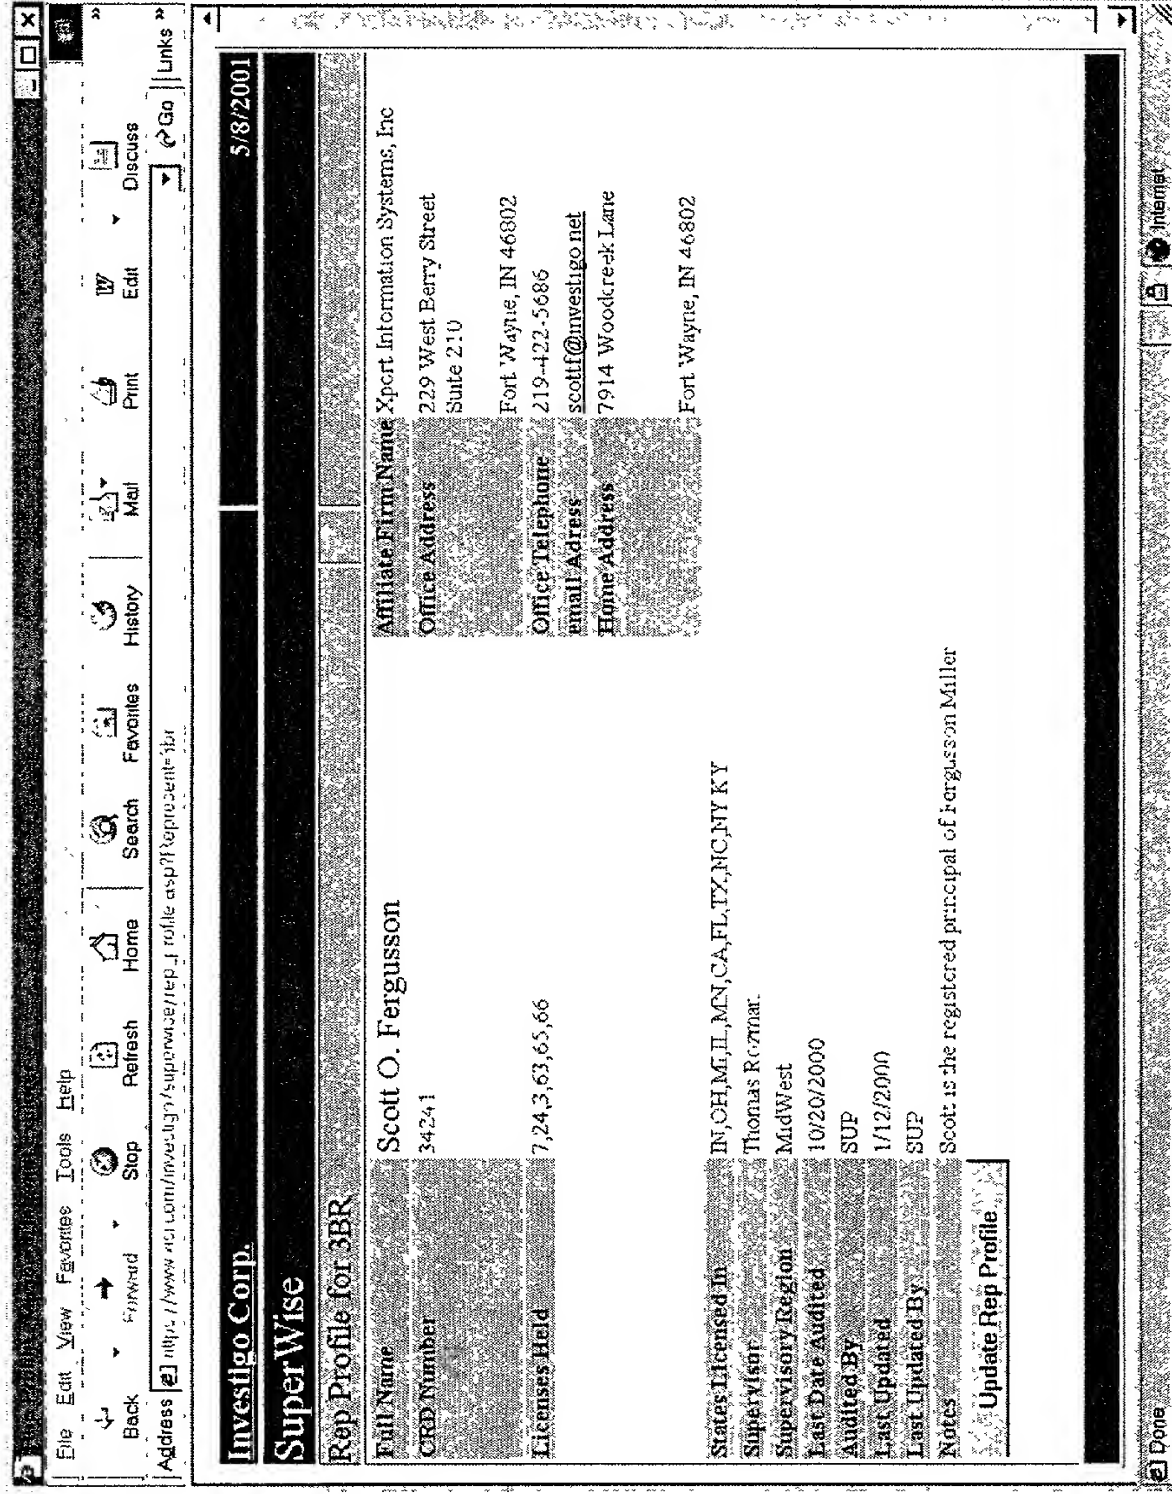 File Edit View Favorites Tools Help
Back Forward Stop Refresh Home Search Favorites History Mail Print Edit Discuss
Address Go Links
Investigo Corp. 5/8/2001
SuperWise
Rep Profile for 3BR
Full Name Scott O. Fergusson
CRD Number 34241
Licenses Held 7,24,3,63,65,66
States Licensed In IN,OH,MI,IL,MN,CA,FL,TX,NC,NY KY
Supervisor Thomas
Supervisory Region MidWest
Last Date Audited 10/20/2000
Audited By SUP
Last Updated 1/12/2000
Last Updated By SUP
Notes Scott is the registered principal of Fergusson Miller
Update Rep Profile
Affiliate Firm Name Xport Information Systems, Inc
Office Address 229 West Berry Street
Suite 210
Fort Wayne, IN 46802
Office Telephone 219-422-5686
email Adress scottf@investigo net
Home Address 7914 Woodcreek Lane
Fort Wayne, IN 46802
Done Internet